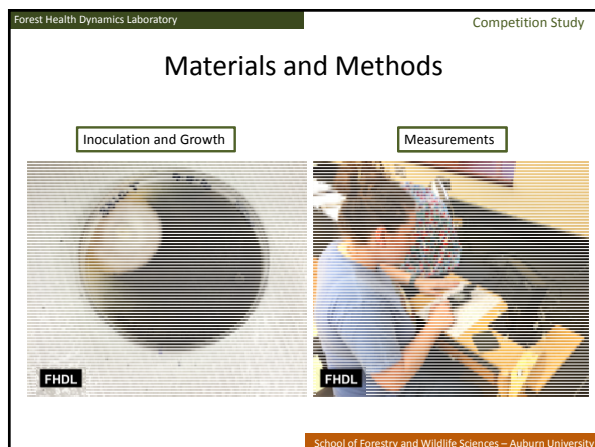 Forest Health Dynamics Laboratory
Competition Study
Materials and Methods
Inoculation and Growth
Measurements
FHDL
FHDL
School of Forestry and Wildlife Sciences – Auburn University